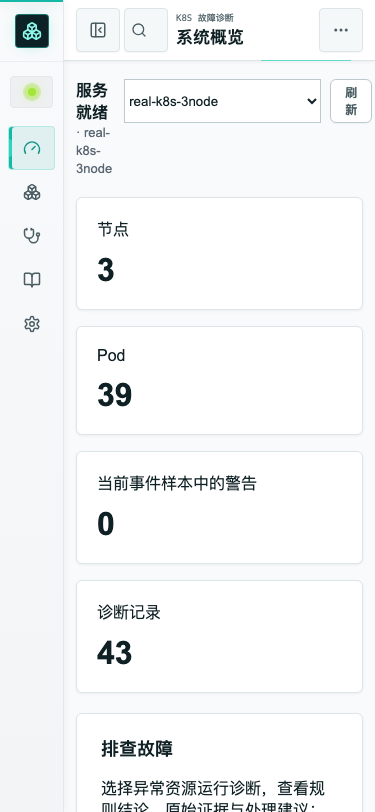 K8S 故障诊断
系统概览
服务
就绪
· real-
k8s-
3node
real-k8s-3node
刷
新
节点
3
Pod
39
当前事件样本中的警告
0
诊断记录
43
排查故障
选择异常资源运行诊断，查看规
则结论、原始证据与处理建议；